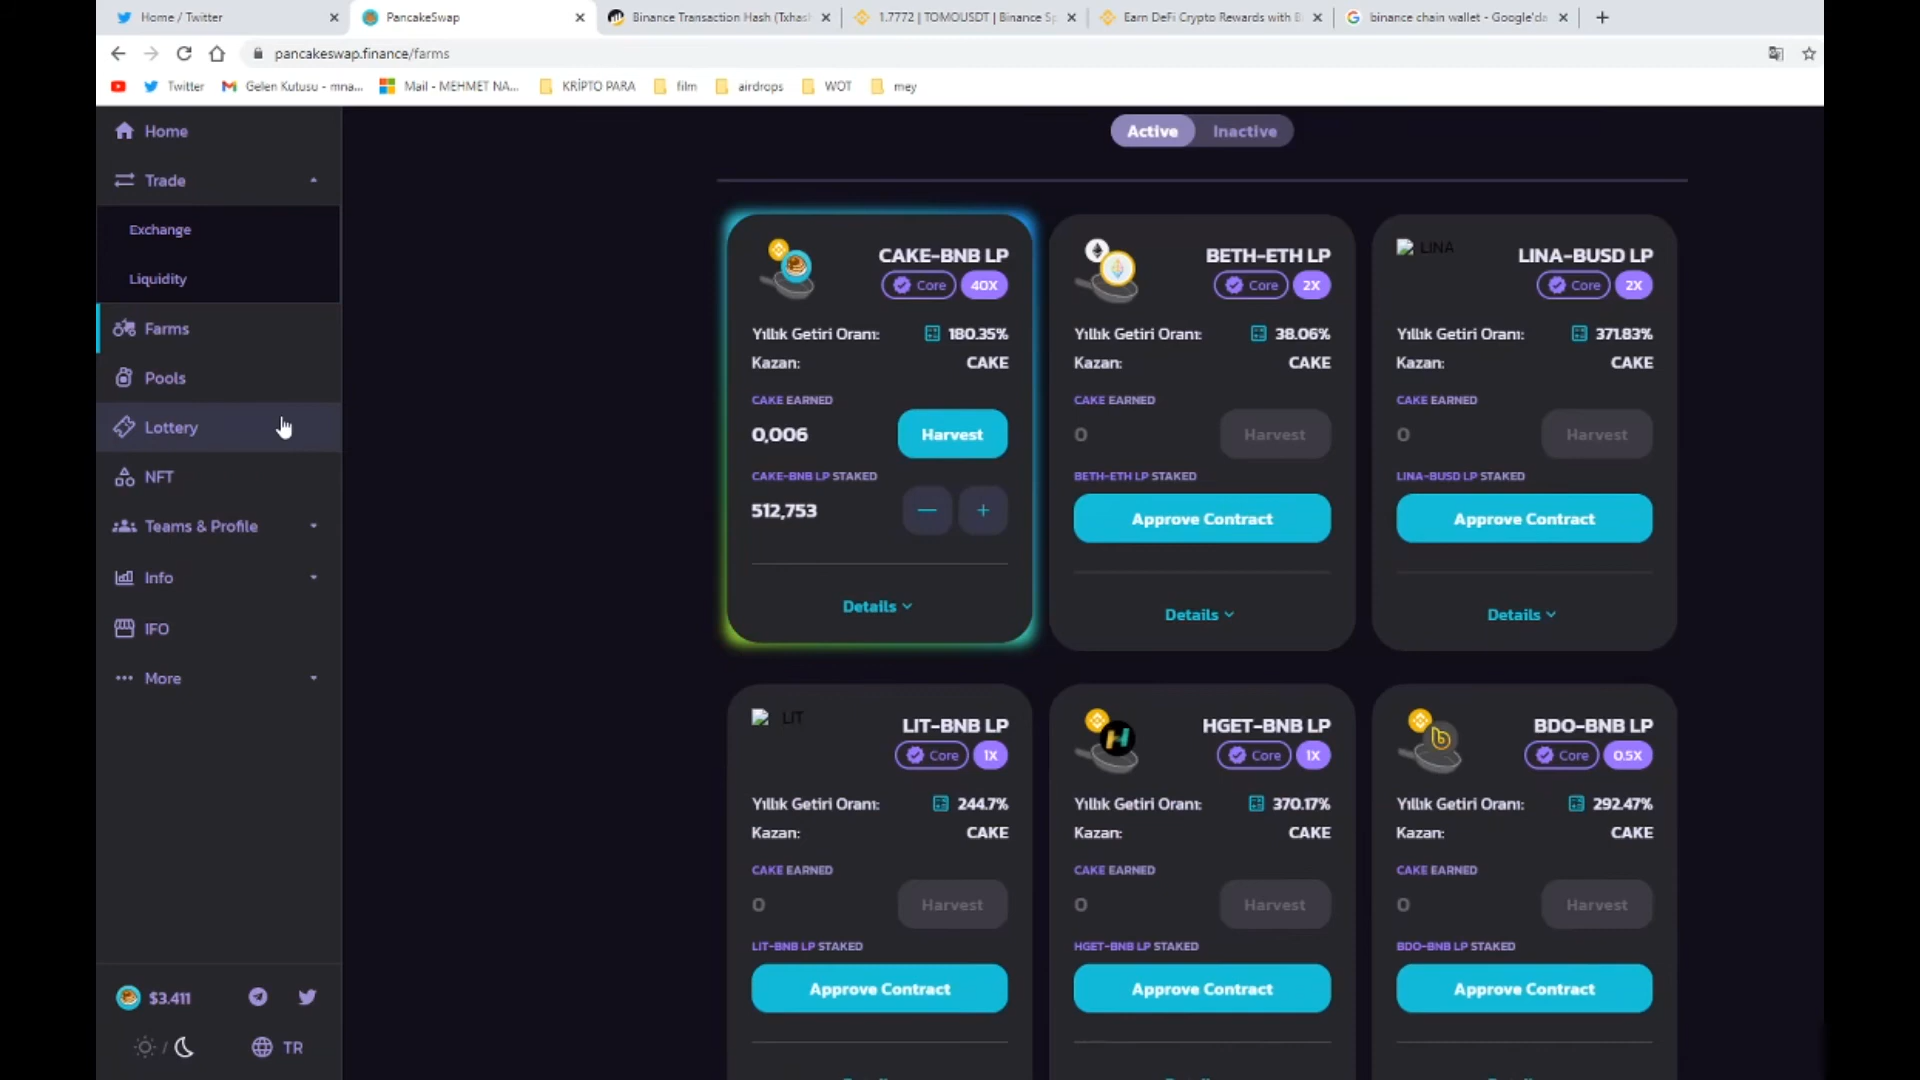 Home / Twitter
PancakeSwap
Binance Transaction Hash (Txhas
1.7772 | TOMOUSDT | Binance Sp
Earn DeFi Crypto Rewards with B
binance chain wallet - Google'da
pancakeswap.finance/farms
Twitter
Gelen Kutusu - mna...
Mail - MEHMET NA...
KRİPTO PARA
film
airdrops
WOT
mey
Home
Trade
Exchange
Liquidity
Farms
Pools
Lottery
NFT
Teams & Profile
Info
IFO
More
$3.411
/
TR
Active Inactive
CAKE-BNB LP
Core 40X
Yıllık Getiri Oranı: 180.35%
Kazan: CAKE
CAKE EARNED
0,006 Harvest
CAKE-BNB LP STAKED
512,753 — +
Details
BETH-ETH LP
Core 2X
Yıllık Getiri Oranı: 38.06%
Kazan: CAKE
CAKE EARNED
0 Harvest
BETH-ETH LP STAKED
Approve Contract
Details
LINA
LINA-BUSD LP
Core 2X
Yıllık Getiri Oranı: 371.83%
Kazan: CAKE
CAKE EARNED
0 Harvest
LINA-BUSD LP STAKED
Approve Contract
Details
LIT
LIT-BNB LP
Core 1X
Yıllık Getiri Oranı: 244.7%
Kazan: CAKE
CAKE EARNED
0 Harvest
LIT-BNB LP STAKED
Approve Contract
HGET-BNB LP
Core 1X
Yıllık Getiri Oranı: 370.17%
Kazan: CAKE
CAKE EARNED
0 Harvest
HGET-BNB LP STAKED
Approve Contract
BDO-BNB LP
Core 0.5X
Yıllık Getiri Oranı: 292.47%
Kazan: CAKE
CAKE EARNED
0 Harvest
BDO-BNB LP STAKED
Approve Contract